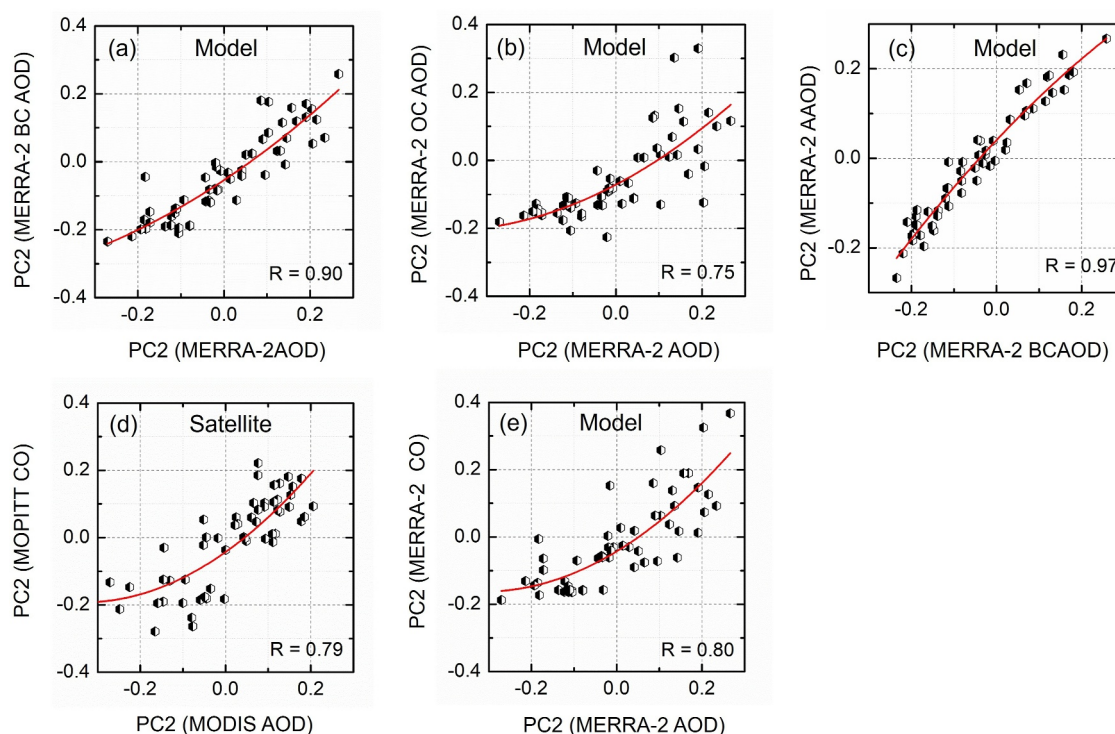 (a) Model
PC2 (MERRA-2 BC AOD)
0.4
0.2
0.0
-0.2
-0.4
R = 0.90
-0.2 0.0 0.2
PC2 (MERRA-2AOD)
(b) Model
PC2 (MERRA-2 OC AOD)
0.4
0.2
0.0
-0.2
-0.4
R = 0.75
-0.2 0.0 0.2
PC2 (MERRA-2 AOD)
(c) Model
PC2 (MERRA-2 AAOD)
0.2
0.0
-0.2
R = 0.97
-0.2 0.0 0.2
PC2 (MERRA-2 BCAOD)
(d) Satellite
PC2 (MOPITT CO)
0.4
0.2
0.0
-0.2
-0.4
R = 0.79
-0.2 0.0 0.2
PC2 (MODIS AOD)
(e) Model
PC2 (MERRA-2 CO)
0.4
0.2
0.0
-0.2
-0.4
R = 0.80
-0.2 0.0 0.2
PC2 (MERRA-2 AOD)